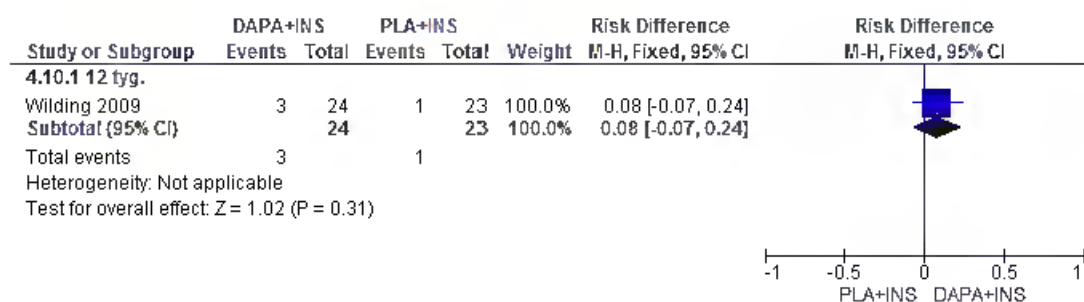 DAPA+INS PLA+INS Risk Difference Risk Difference
Study or Subgroup Events Total Events Total Weight M-H, Fixed, 95% CI M-H, Fixed, 95% CI
4.10.1 12 tyg.
Wilding 2009 3 24 1 23 100.0% 0.08 [-0.07, 0.24]
Subtotal (95% CI) 24 23 100.0% 0.08 [-0.07, 0.24]
Total events 3 1
Heterogeneity: Not applicable
Test for overall effect: Z = 1.02 (P = 0.31)
-1 -0.5 0 0.5 1
PLA+INS DAPA+INS